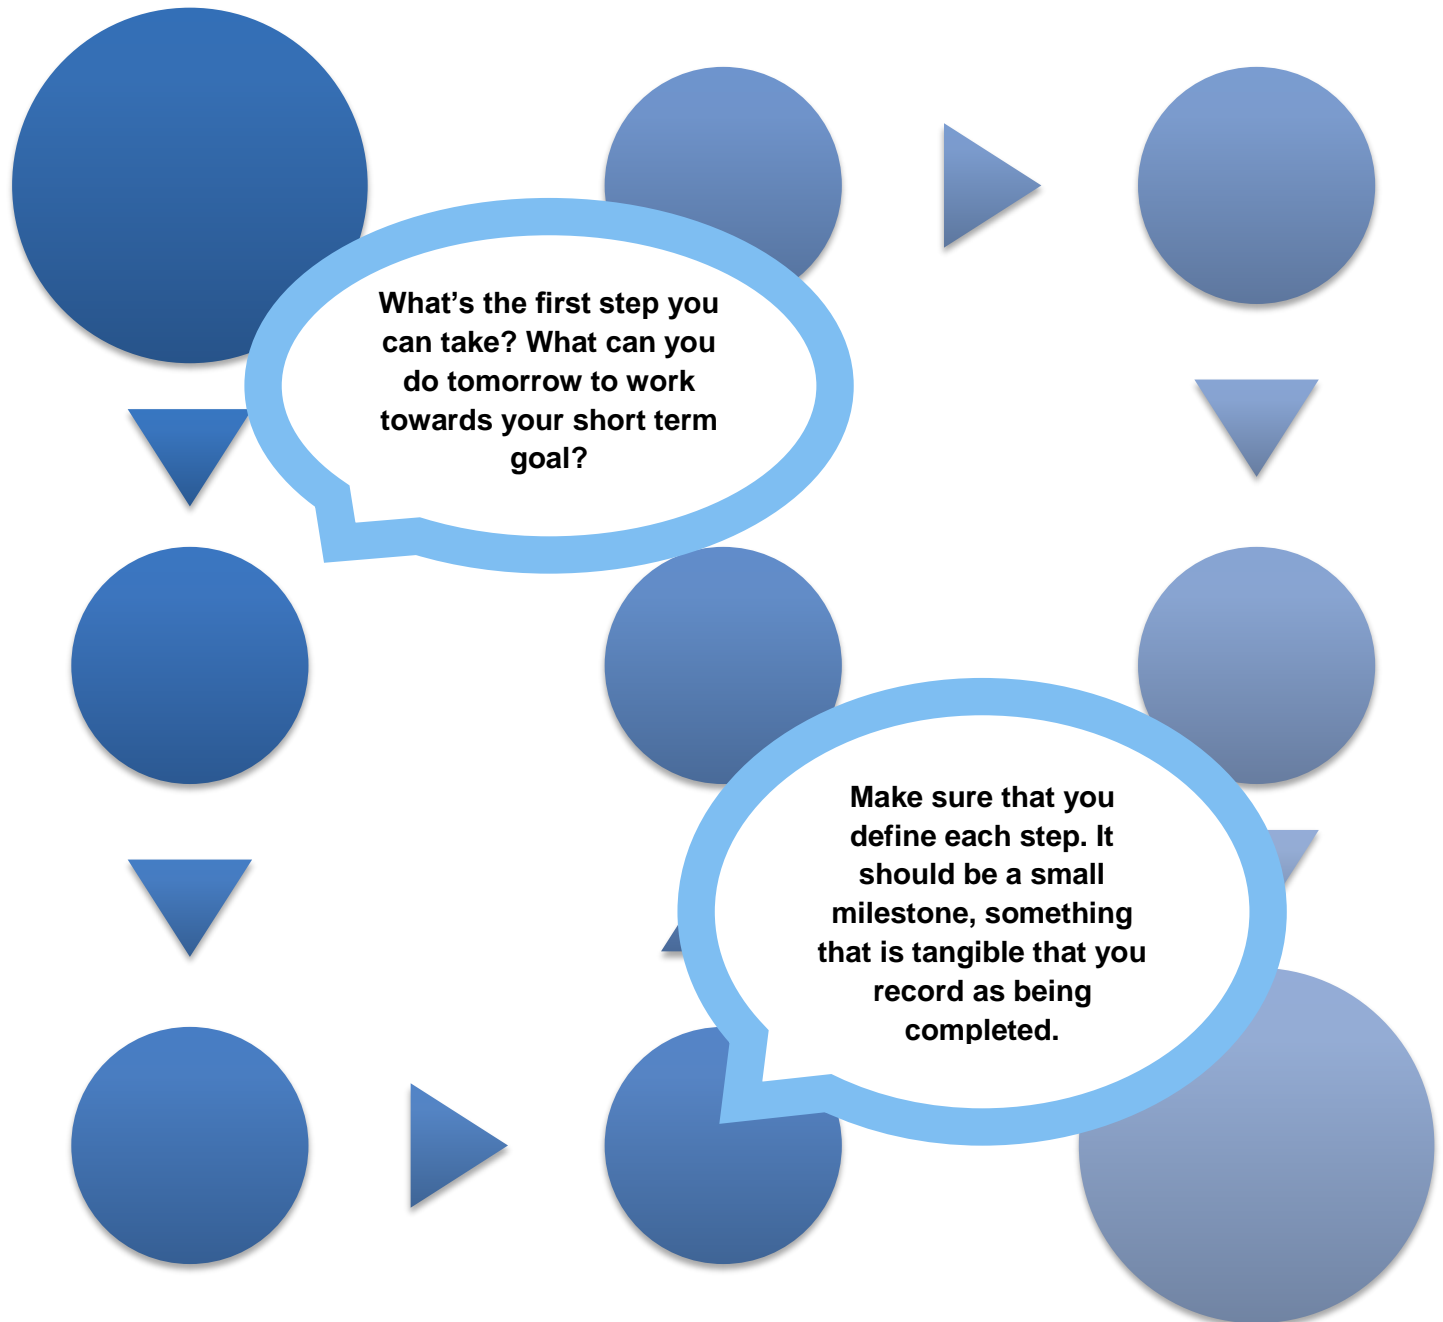 What’s the first step you
can take? What can you
do tomorrow to work
towards your short term
goal?
Make sure that you
define each step. It
should be a small
milestone, something
that is tangible that you
record as being
completed.